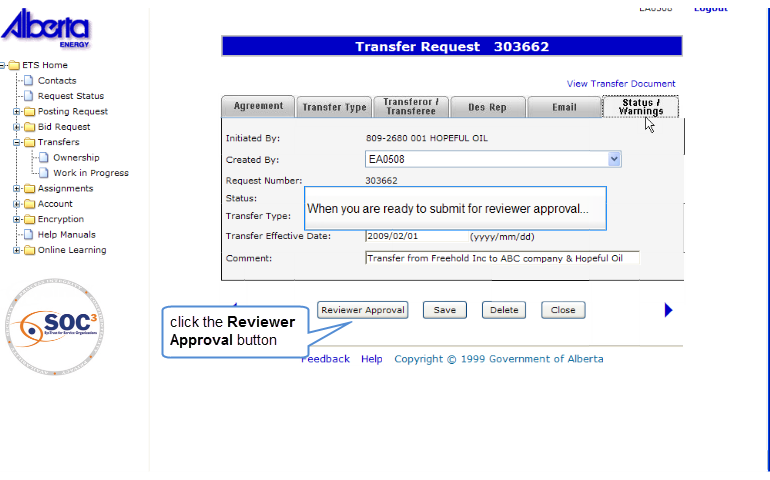 EA0508 Logout
Alberta
ENERGY
ETS Home
Contacts
Request Status
Posting Request
Bid Request
Transfers
Ownership
Work in Progress
Assignments
Account
Encryption
Help Manuals
Online Learning
SOC3
Transfer Request 303662
View Transfer Document
Agreement
Transfer Type
Transferor /
Transferee
Des Rep
Email
Status /
Warnings
Initiated By: 809-2680 001 HOPEFUL OIL
Created By: EA0508
Request Number: 303662
Status:
When you are ready to submit for reviewer approval...
Transfer Type:
Transfer Effective Date: 2009/02/01 (yyyy/mm/dd)
Comment: Transfer from Freehold Inc to ABC company & Hopeful Oil
Reviewer Approval Save Delete Close
click the Reviewer
Approval button
Feedback Help Copyright © 1999 Government of Alberta